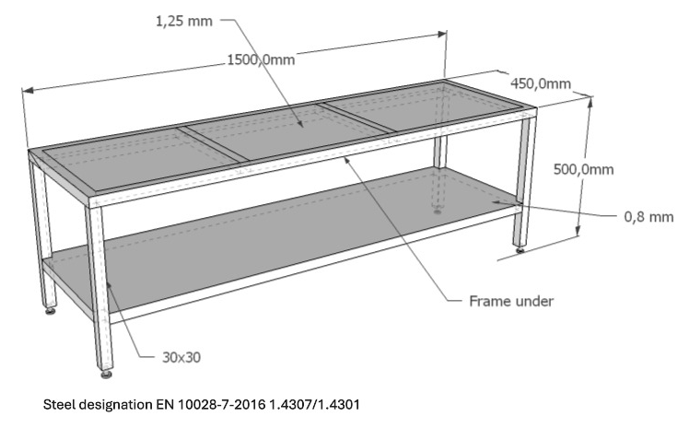 1,25 mm
1500,0mm
450,0mm
500,0mm
0,8 mm
Frame under
30x30
Steel designation EN 10028-7-2016 1.4307/1.4301